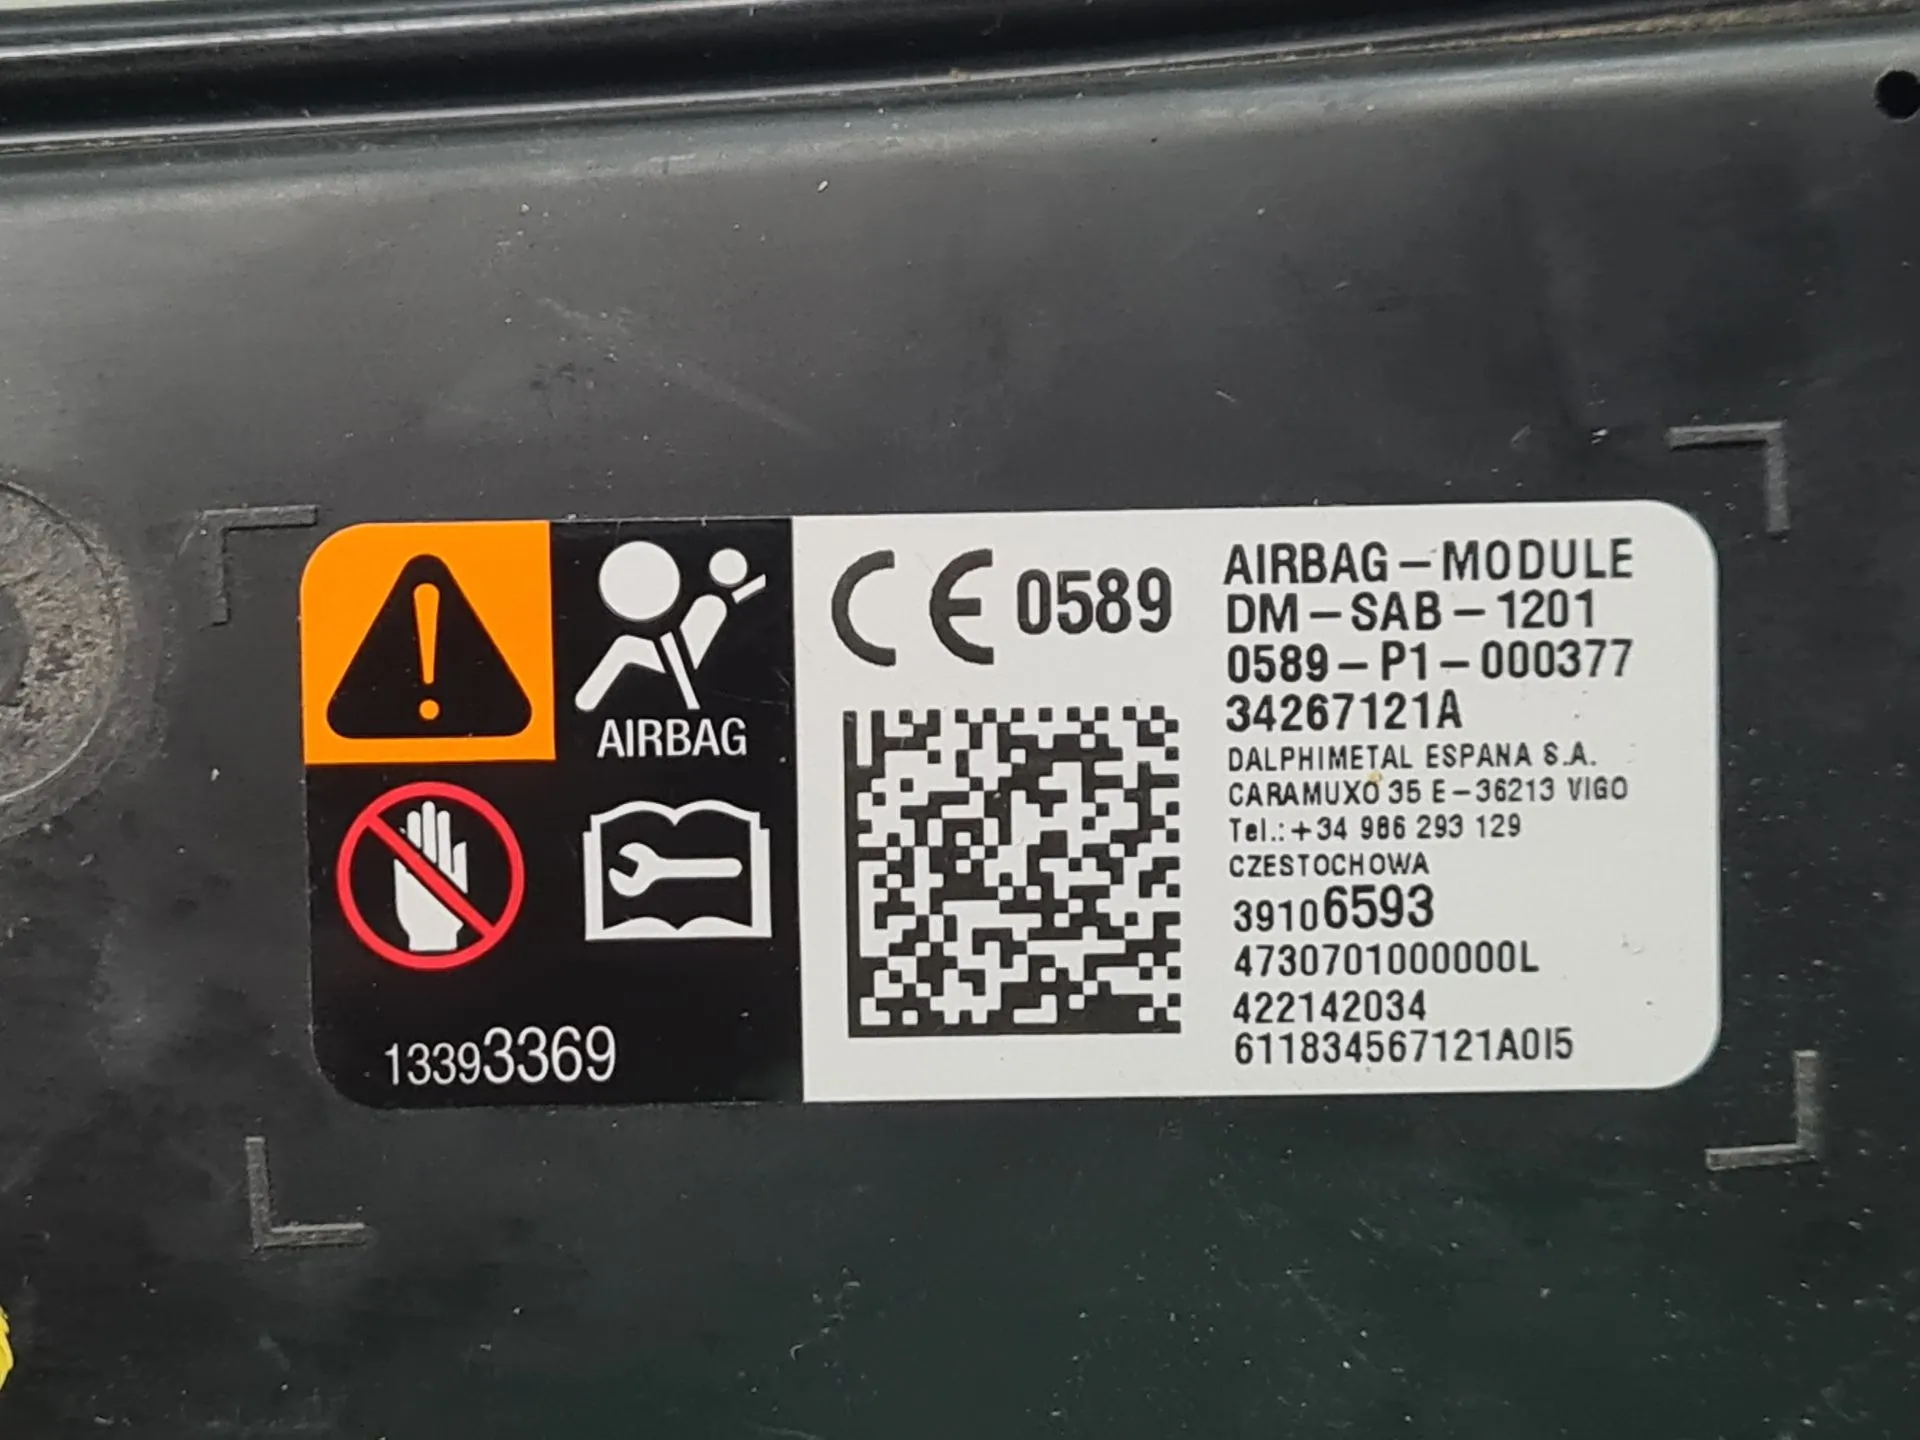 AIRBAG
13393369
CE 0589
AIRBAG-MODULE
DM-SAB-1201
0589-P1-000377
34267121A
DALPHIMETAL ESPANA S.A.
CARAMUXO 35 E-36213 VIGO
Tel.: +34 986 293 129
CZESTOCHOWA
39106593
4730701000000L
422142034
611834567121A0I5